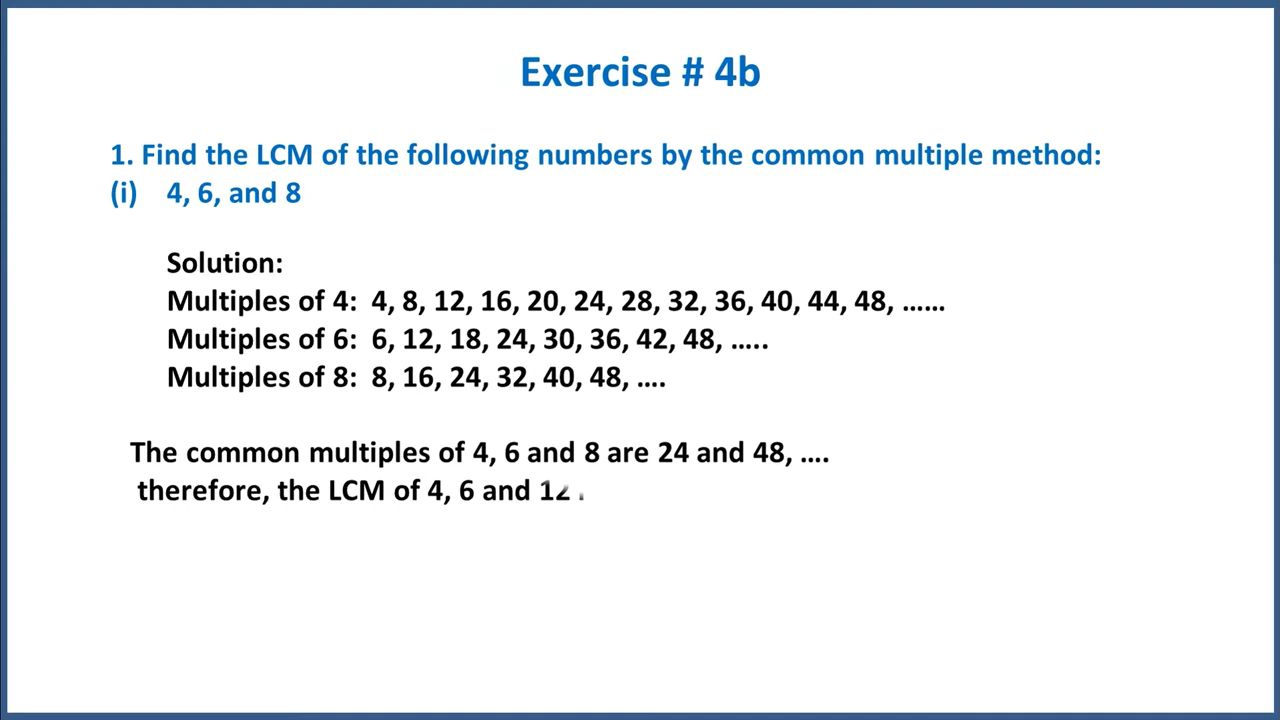 Exercise # 4b
1. Find the LCM of the following numbers by the common multiple method:
(i) 4, 6, and 8
Solution:
Multiples of 4: 4, 8, 12, 16, 20, 24, 28, 32, 36, 40, 44, 48, ......
Multiples of 6: 6, 12, 18, 24, 30, 36, 42, 48, .....
Multiples of 8: 8, 16, 24, 32, 40, 48, ....
The common multiples of 4, 6 and 8 are 24 and 48, ....
therefore, the LCM of 4, 6 and 12